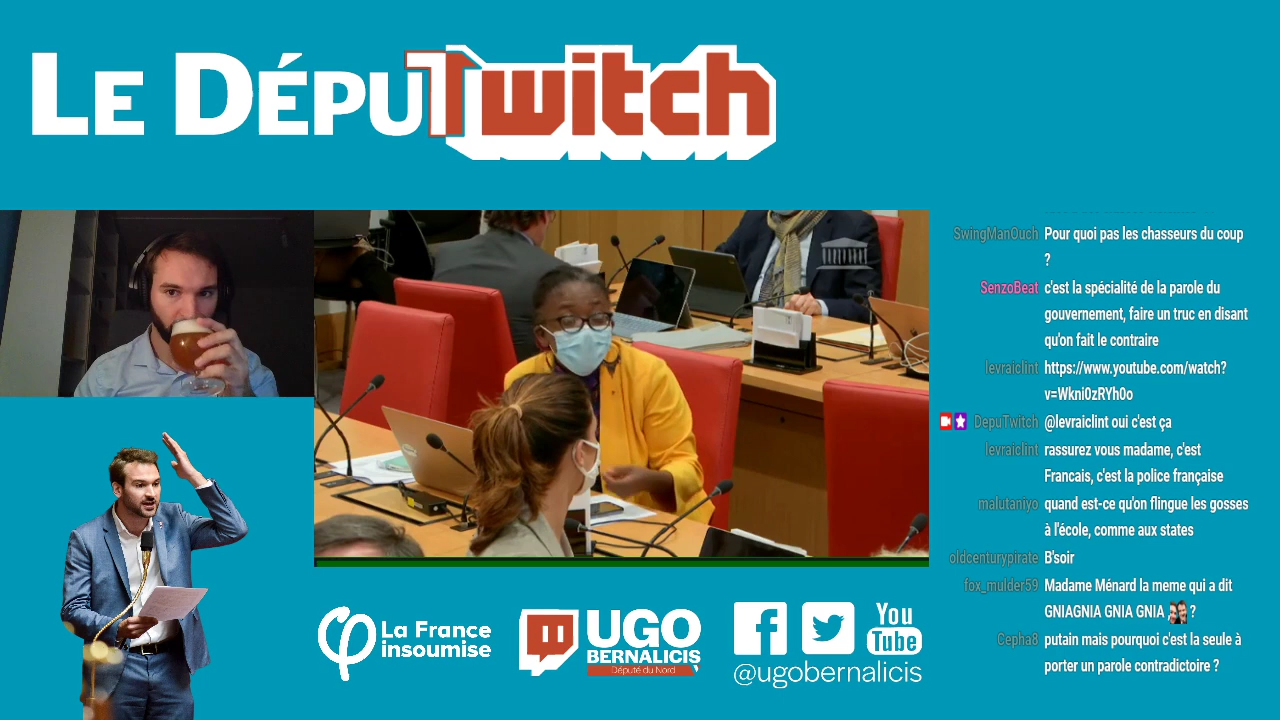 LE DÉPUTwitch
SwingManOuch Pour quoi pas les chasseurs du coup
?
SenzoBeat c'est la spécialité de la parole du
gouvernement, faire un truc en disant
qu'on fait le contraire
levraiclint https://www.youtube.com/watch?
v=Wkni0zRYh0o
DepuTwitch @levraiclint oui c'est ça
levraiclint rassurez vous madame, c'est
Francais, c'est la police française
malutaniyo quand est-ce qu'on flingue les gosses
à l'école, comme aux states
oldcenturypirate B'soir
fox_mulder59 Madame Ménard la meme qui a dit
GNIAGNIA GNIA GNIA ?
Cepha8 putain mais pourquoi c'est la seule à
porter un parole contradictoire ?
La France
insoumise
UGO
BERNALICIS
Député du Nord
You
Tube
@ugobernalicis